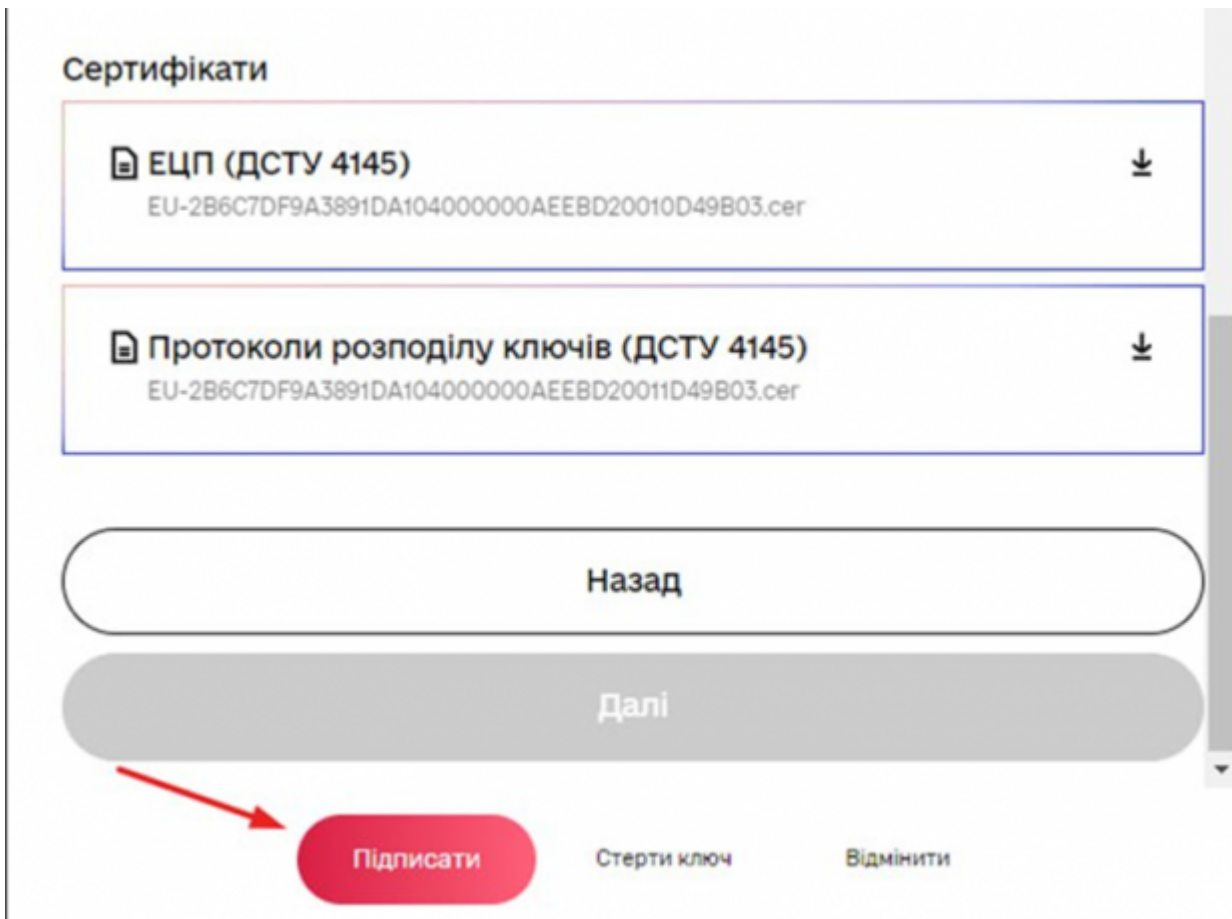 Сертифікати
ЕЦП (ДСТУ 4145)
EU-2B6C7DF9A3891DA104000000AEEBD20010D49B03.cer
Протоколи розподілу ключів (ДСТУ 4145)
EU-2B6C7DF9A3891DA104000000AEEBD20011D49B03.cer
Назад
Далі
Підписати Стерти ключ Відмінити